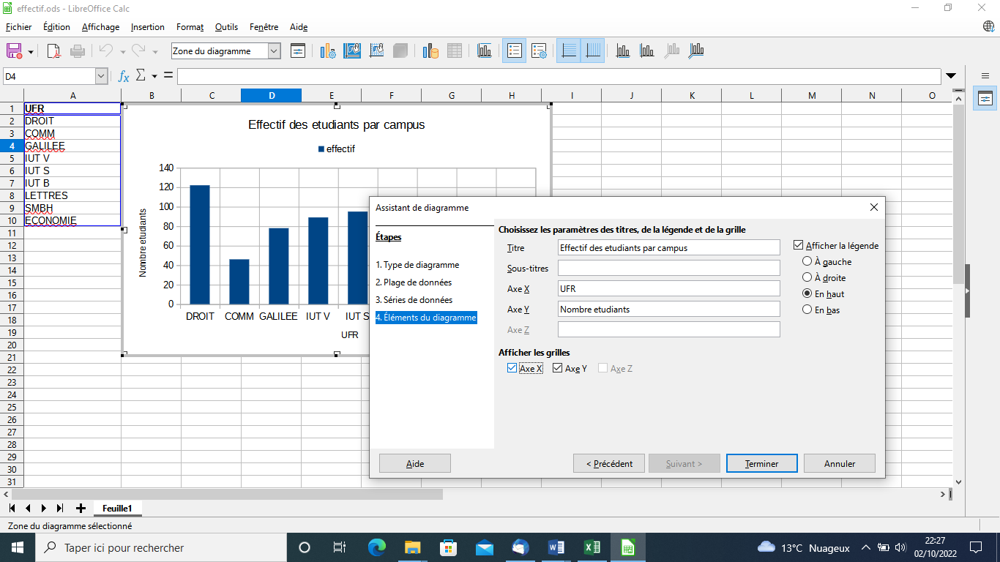 effectif.ods - LibreOffice Calc
Fichier Édition Affichage Insertion Format Outils Fenêtre Aide
Zone du diagramme
D4
A B C D E F G H I J K L M N O
1 UFR
2 DROIT
3 COMM
4 GALILEE
5 IUT V
6 IUT S
7 IUT B
8 LETTRES
9 SMBH
10 ECONOMIE
11
12
13
14
15
16
17
18
19
20
21
22
23
24
25
26
27
28
29
30
31
Effectif des etudiants par campus
effectif
140
120
100
80
60
40
20
0
Nombre etudiants
DROIT COMM GALILEE IUT V IUT S
UFR
Assistant de diagramme
Étapes
1. Type de diagramme
2. Plage de données
3. Séries de données
4. Éléments du diagramme
Choisissez les paramètres des titres, de la légende et de la grille
Titre Effectif des etudiants par campus
Sous-titres
Axe X UFR
Axe Y Nombre etudiants
Axe Z
Afficher la légende
À gauche
À droite
En haut
En bas
Afficher les grilles
Axe X Axe Y Axe Z
Aide < Précédent Suivant > Terminer Annuler
Feuille1
Zone du diagramme sélectionné
Taper ici pour rechercher
13°C Nuageux
22:27
02/10/2022